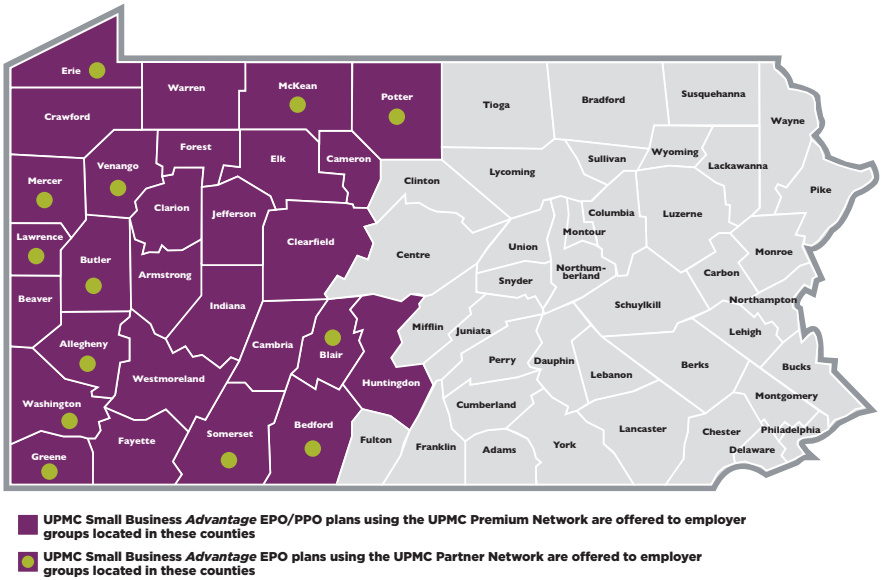 Erie
Warren
McKean
Potter
Tioga
Bradford
Susquehanna
Wayne
Crawford
Forest
Elk
Cameron
Venango
Mercer
Clarion
Jefferson
Clinton
Lycoming
Sullivan
Wyoming
Lackawanna
Pike
Lawrence
Butler
Clearfield
Centre
Union
Columbia
Montour
Luzerne
Monroe
Armstrong
Snyder
Northum-
berland
Carbon
Beaver
Indiana
Schuylkill
Northampton
Allegheny
Cambria
Blair
Mifflin
Juniata
Lehigh
Westmoreland
Huntingdon
Perry
Dauphin
Lebanon
Berks
Bucks
Washington
Cumberland
Montgomery
Greene
Fayette
Somerset
Bedford
Fulton
Franklin
Adams
York
Lancaster
Chester
Philadelphia
Delaware
UPMC Small Business Advantage EPO/PPO plans using the UPMC Premium Network are offered to employer
groups located in these counties
UPMC Small Business Advantage EPO plans using the UPMC Partner Network are offered to employer
groups located in these counties